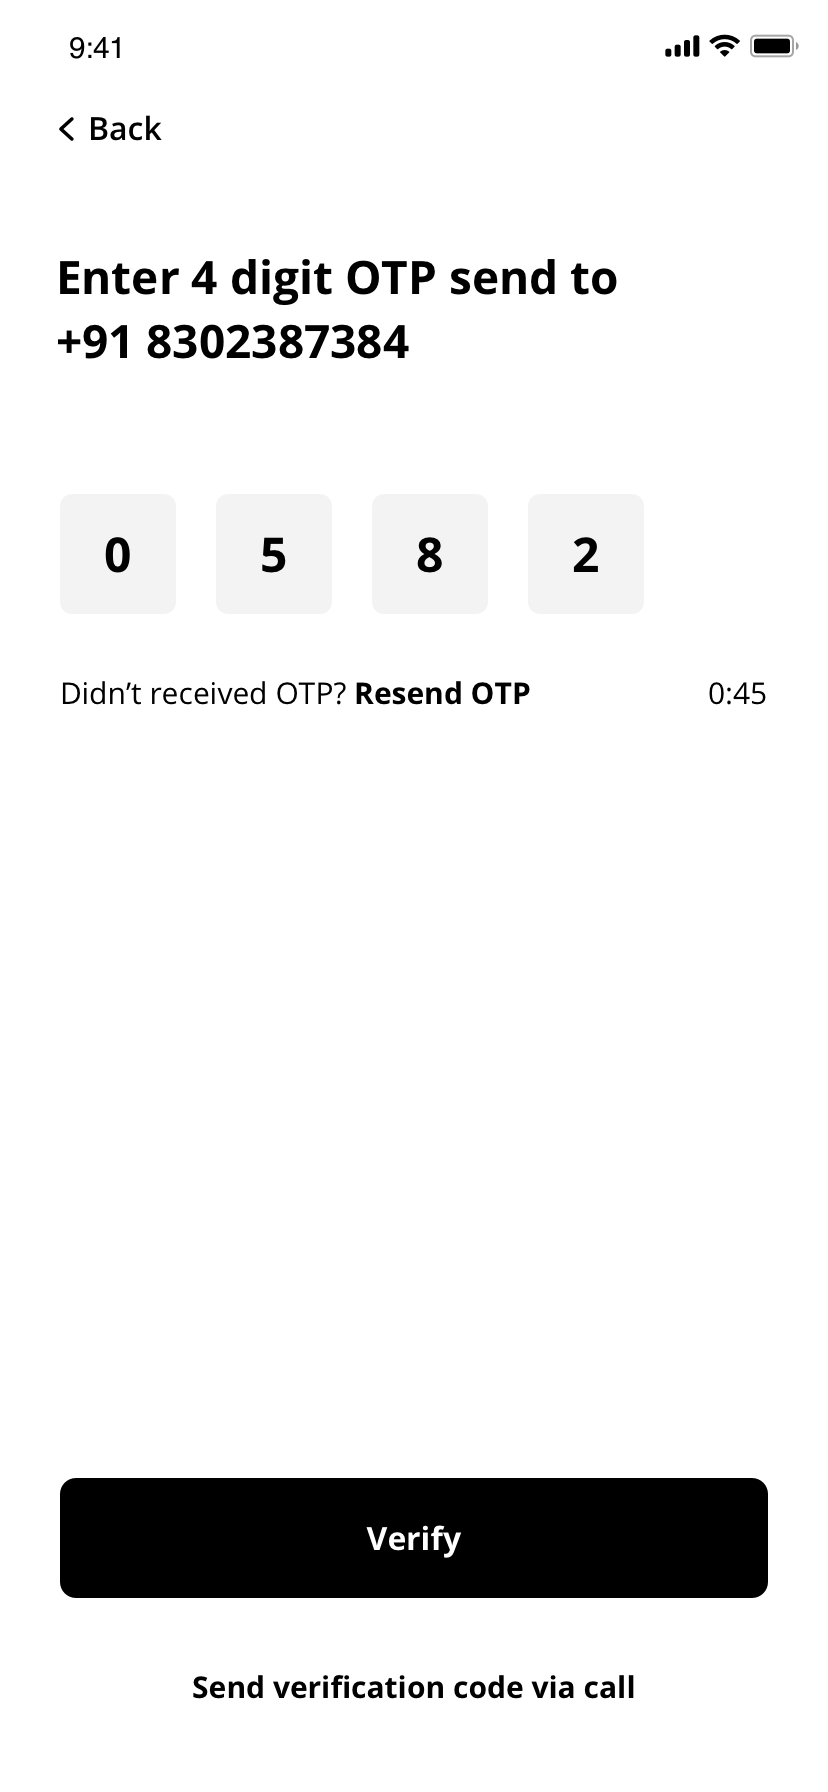 9:41
Back
Enter 4 digit OTP send to
+91 8302387384
0 5 8 2
Didn’t received OTP? Resend OTP 0:45
Verify
Send verification code via call